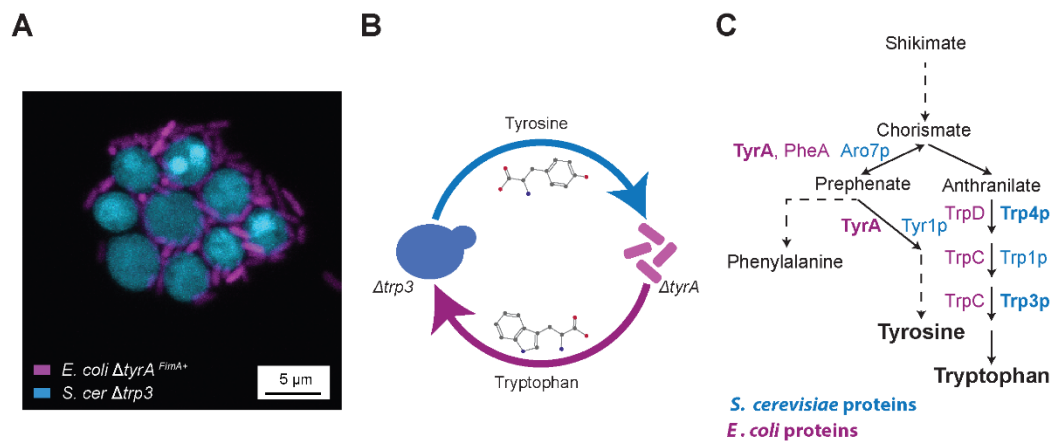 A
E. coli ΔtyrA FimA+
S. cer Δtrp3
5 µm
B
Tyrosine
Δtrp3
ΔtyrA
Tryptophan
C
Shikimate
Chorismate
TyrA, PheA Aro7p
Prephenate
Anthranilate
TrpD Trp4p
TyrA Tyr1p
TrpC Trp1p
Phenylalanine
TrpC Trp3p
Tyrosine
Tryptophan
S. cerevisiae proteins
E. coli proteins